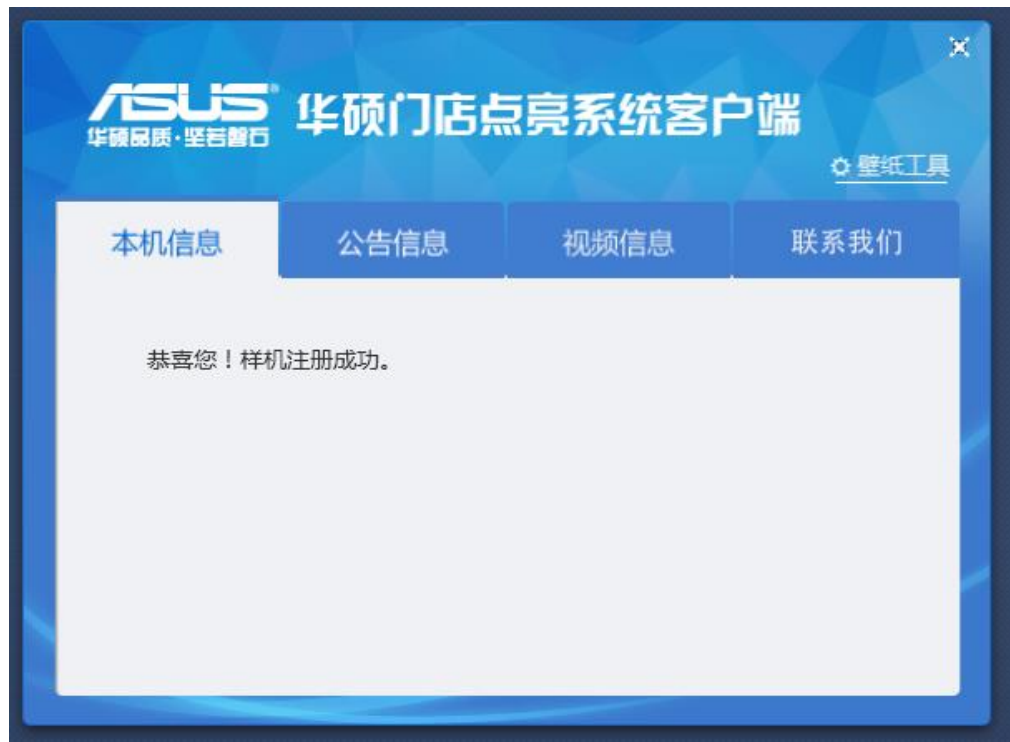 ASUS 华硕门店点亮系统客户端
华硕品质·坚若磐石
壁纸工具
本机信息 公告信息 视频信息 联系我们
恭喜您！样机注册成功。